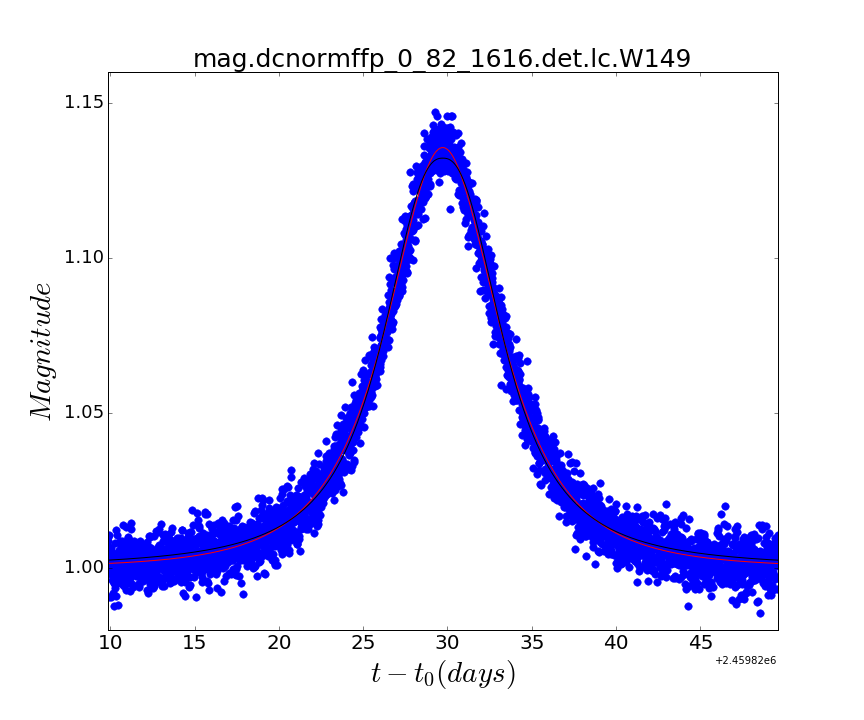 mag.dcnormffp_0_82_1616.det.lc.W149
1.15
1.10
1.05
1.00
Magnitude
10 15 20 25 30 35 40 45
+2.45982e6
t − t₀(days)